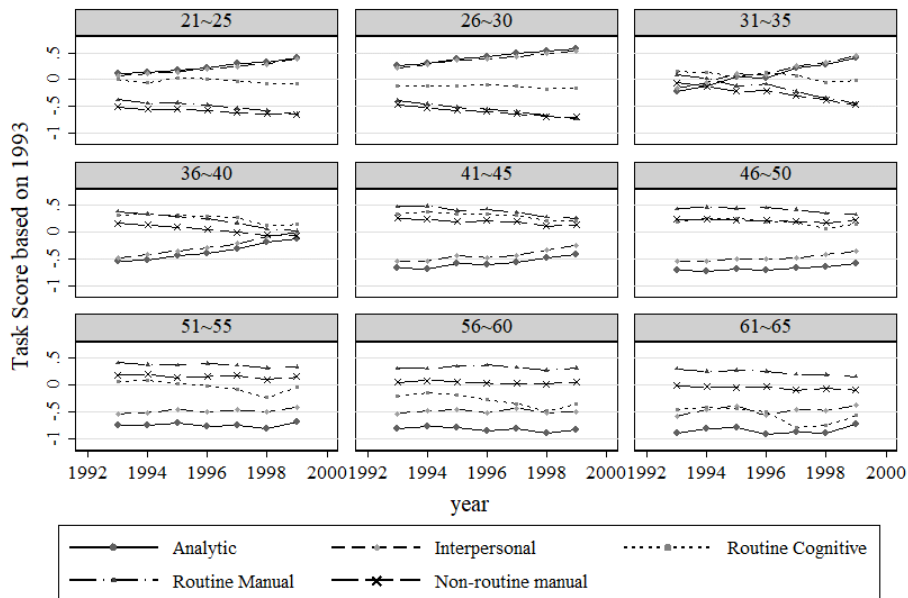 21~25 26~30 31~35
.5
0
-.5
-1
36~40 41~45 46~50
.5
0
-.5
-1
51~55 56~60 61~65
.5
0
-.5
-1
Task Score based on 1993
1992 1994 1996 1998 2000 1992 1994 1996 1998 2000 1992 1994 1996 1998 2000
year
Analytic Interpersonal Routine Cognitive
Routine Manual Non-routine manual